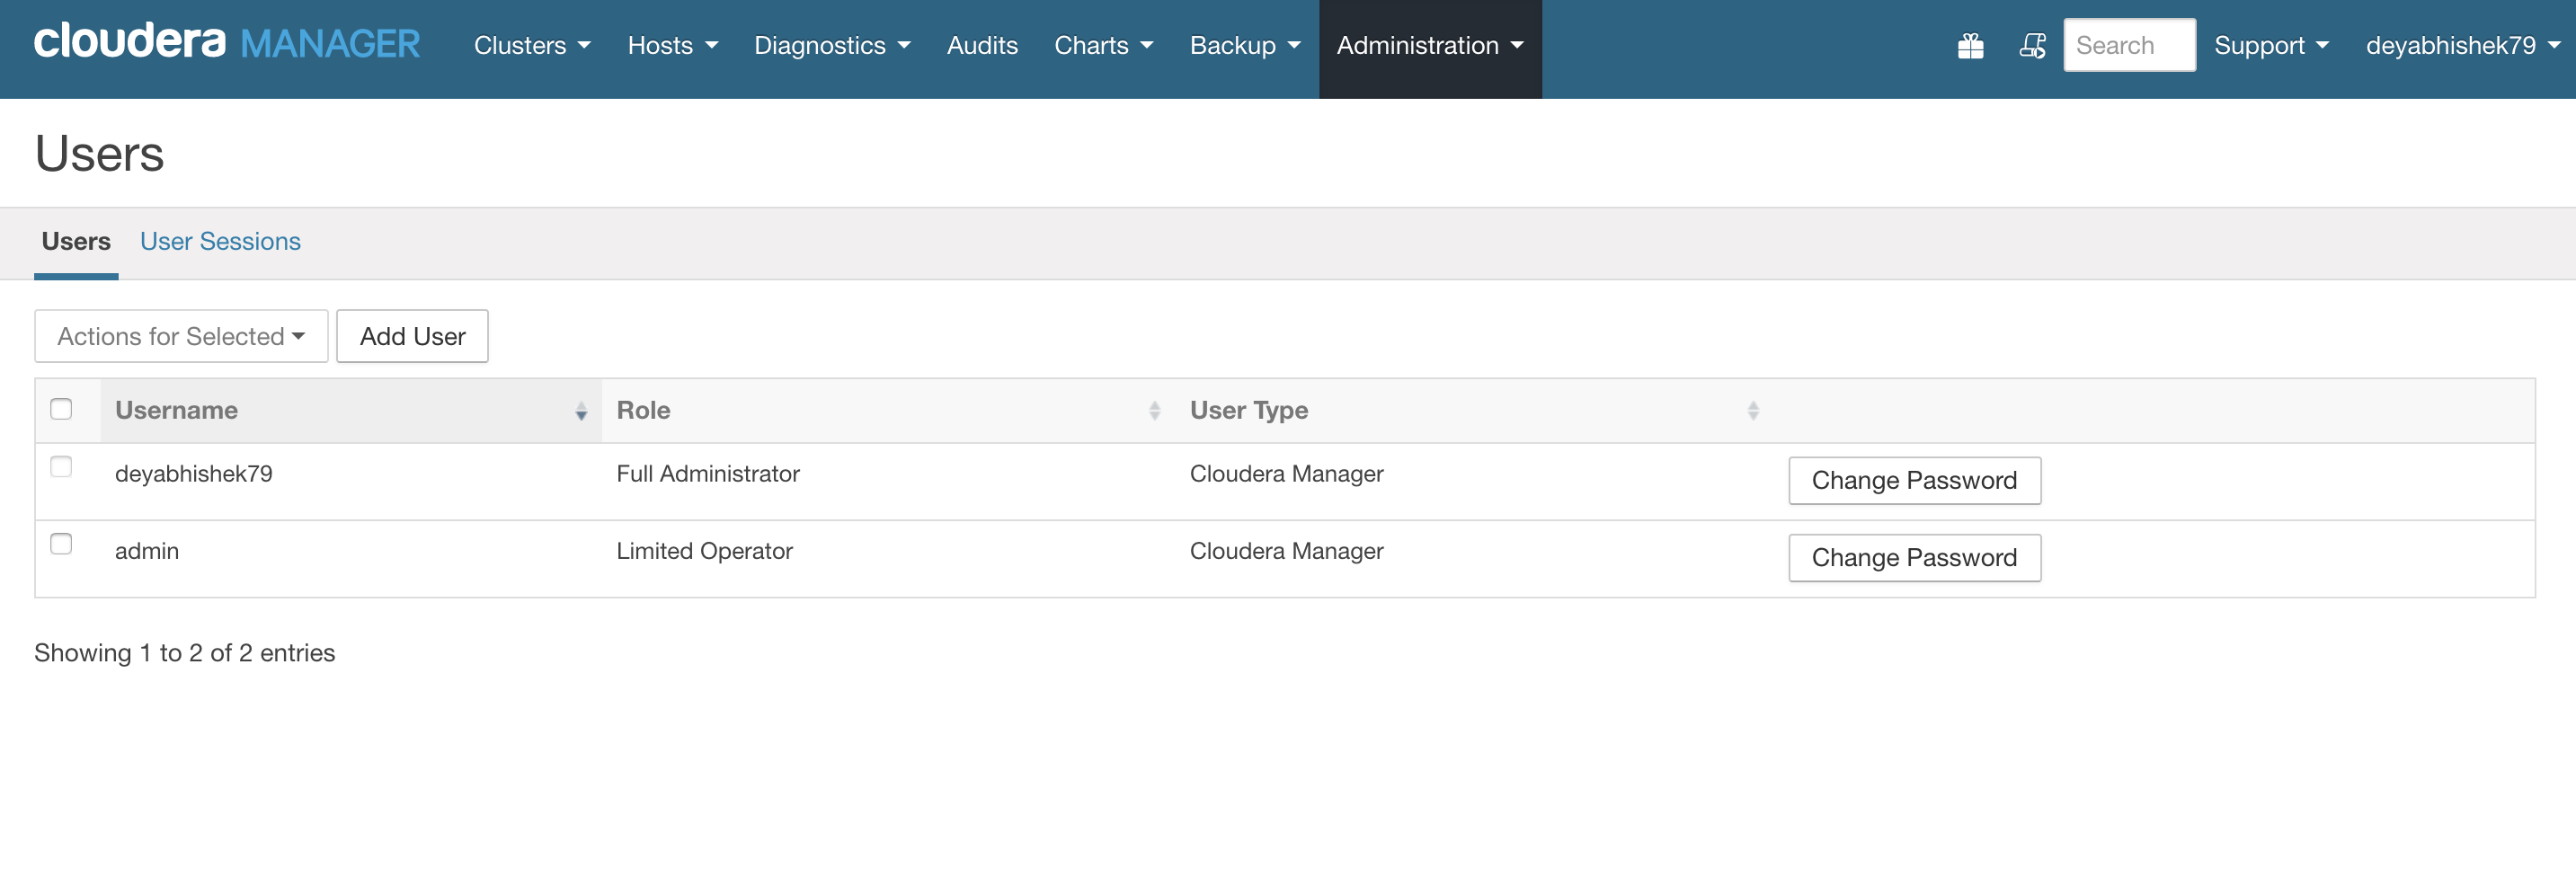 cloudera MANAGER Clusters Hosts Diagnostics Audits Charts Backup Administration Search Support deyabhishek79
Users
Users User Sessions
Actions for Selected Add User
Username Role User Type
deyabhishek79 Full Administrator Cloudera Manager Change Password
admin Limited Operator Cloudera Manager Change Password
Showing 1 to 2 of 2 entries